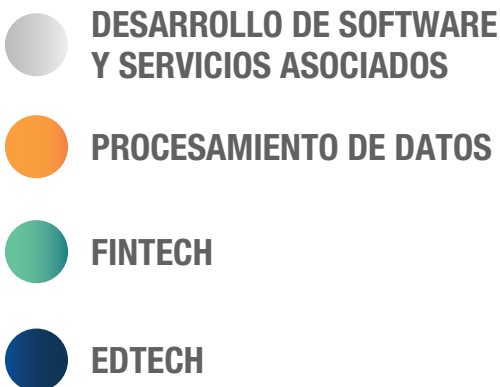 DESARROLLO DE SOFTWARE
Y SERVICIOS ASOCIADOS
PROCESAMIENTO DE DATOS
FINTECH
EDTECH